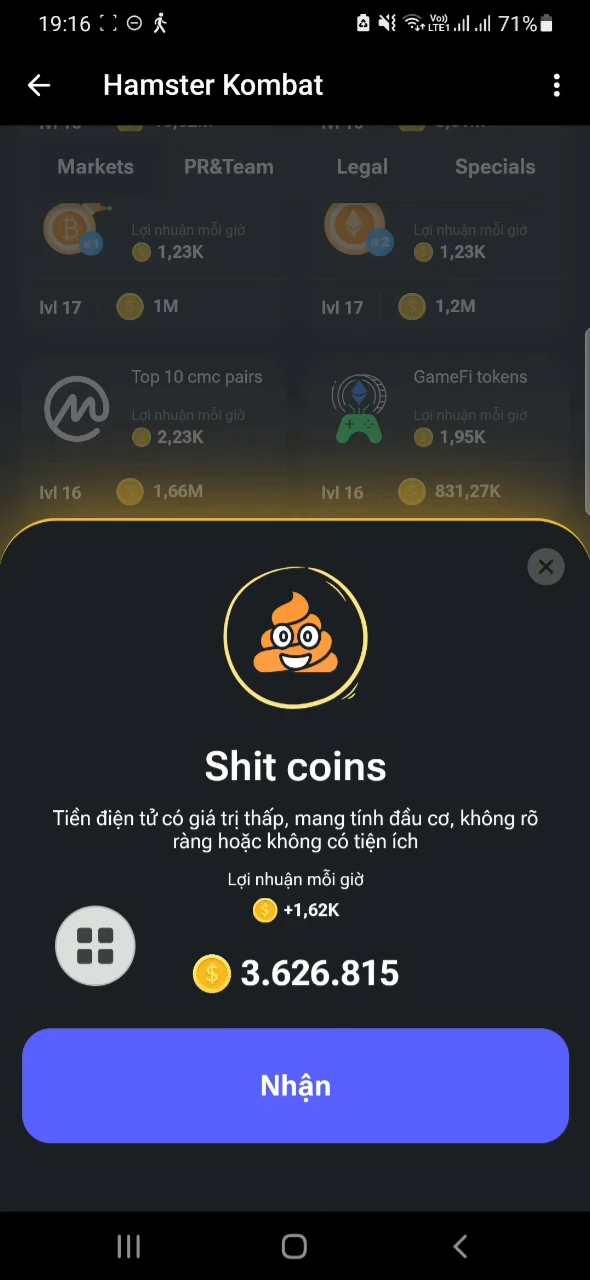 19:16
Vo)) LTE1 71%
Hamster Kombat
Markets PR&Team Legal Specials
Lợi nhuận mỗi giờ Lợi nhuận mỗi giờ
#1 1,23K #2 1,23K
lvl 17 1M lvl 17 1,2M
Top 10 cmc pairs GameFi tokens
Lợi nhuận mỗi giờ Lợi nhuận mỗi giờ
2,23K 1,95K
lvl 16 1,66M lvl 16 831,27K
Shit coins
Tiền điện tử có giá trị thấp, mang tính đầu cơ, không rõ
ràng hoặc không có tiện ích
Lợi nhuận mỗi giờ
+1,62K
3.626.815
Nhận